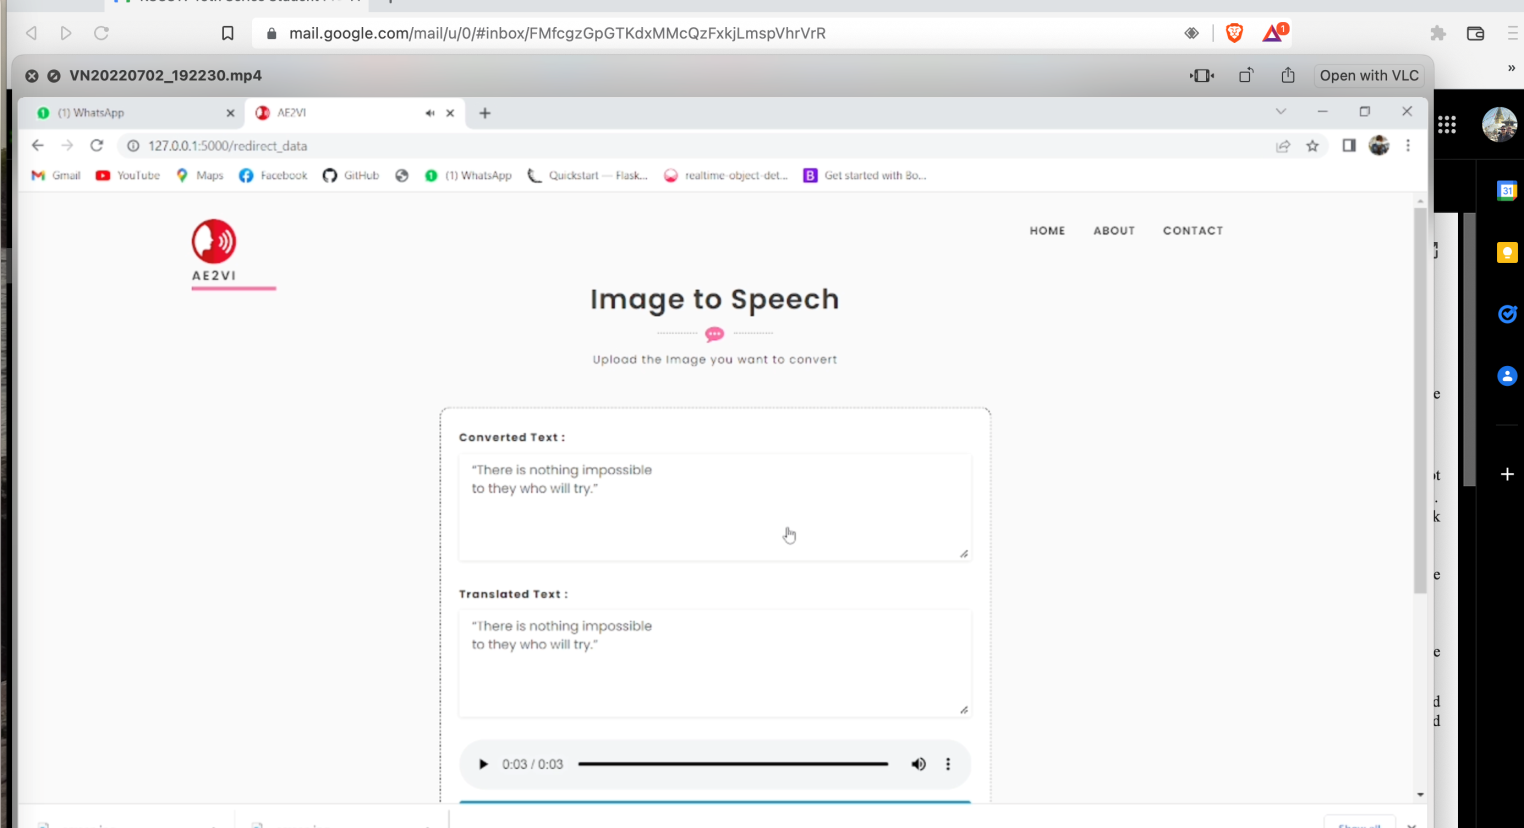 mail.google.com/mail/u/0/#inbox/FMfcgzGpGTKdxMMcQzFxkjLmspVhrVrR
1
VN20220702_192230.mp4
Open with VLC
»
1
(1) WhatsApp
AE2VI
127.0.0.1:5000/redirect_data
Gmail
YouTube
Maps
Facebook
GitHub
1
(1) WhatsApp
Quickstart — Flask...
realtime-object-det...
B
Get started with Bo...
31
AE2VI
HOME
ABOUT
CONTACT
Image to Speech
Upload the Image you want to convert
Converted Text :
“There is nothing impossible
to they who will try.”
Translated Text :
“There is nothing impossible
to they who will try.”
0:03 / 0:03